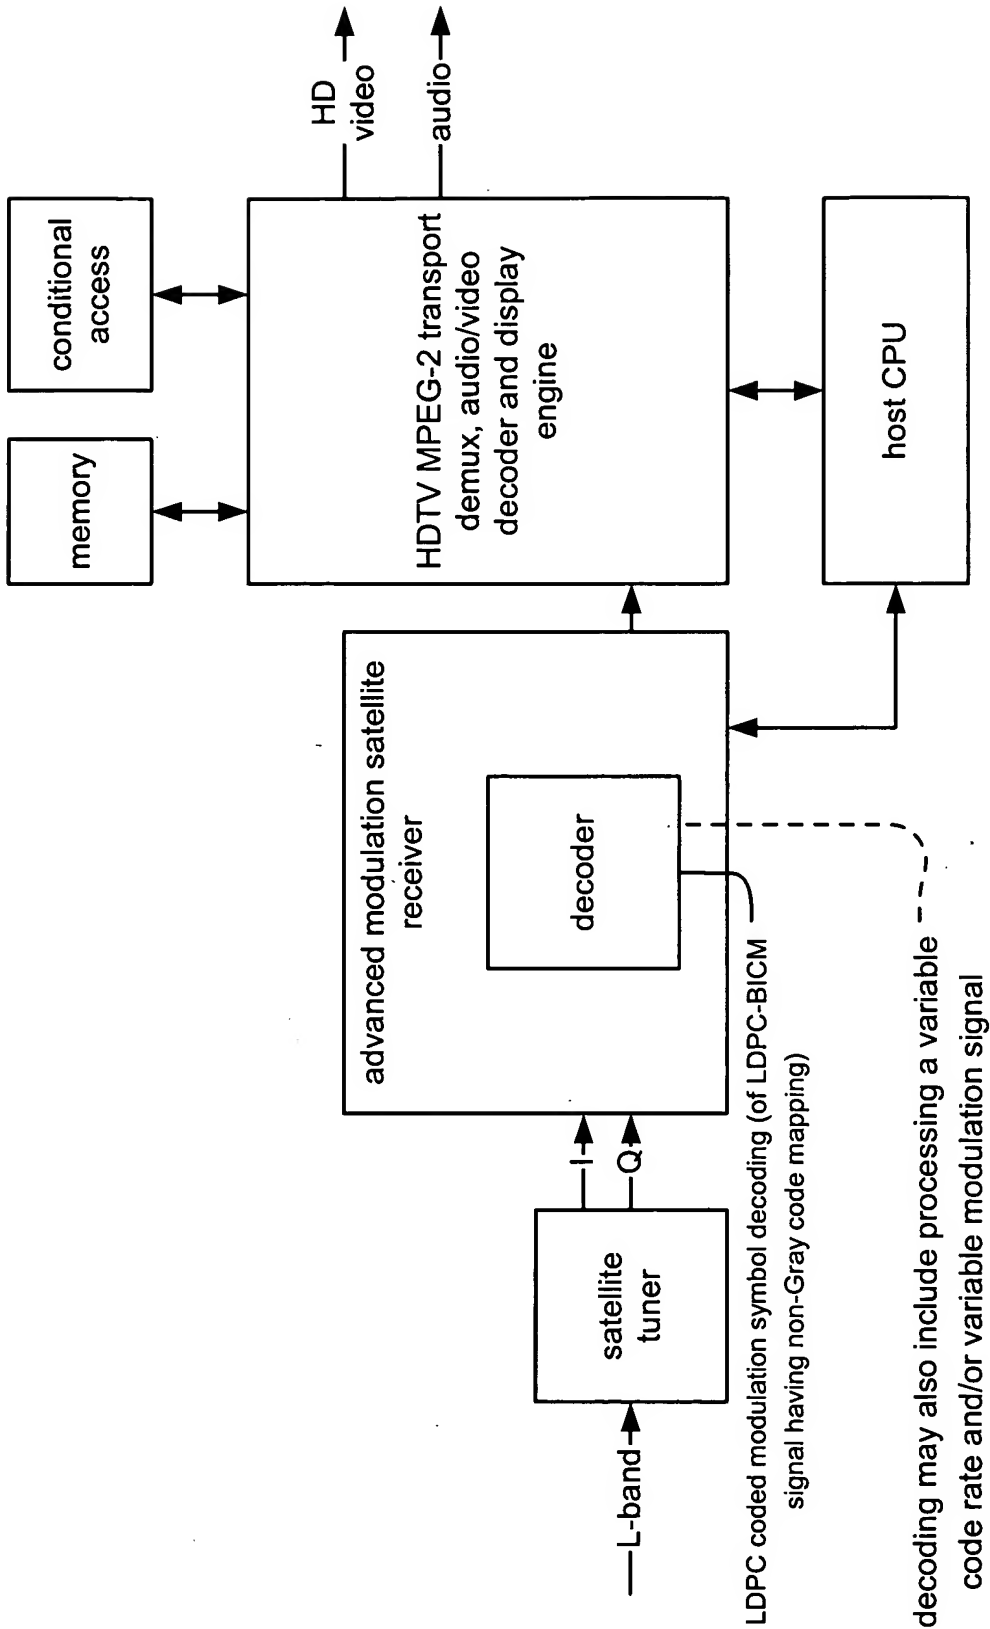 L-band
satellite
tuner
I
Q
advanced modulation satellite
receiver
decoder
LDPC coded modulation symbol decoding (of LDPC-BICM
signal having non-Gray code mapping)
decoding may also include processing a variable
code rate and/or variable modulation signal
memory
conditional
access
HDTV MPEG-2 transport
demux, audio/video
decoder and display
engine
host CPU
HD
video
audio